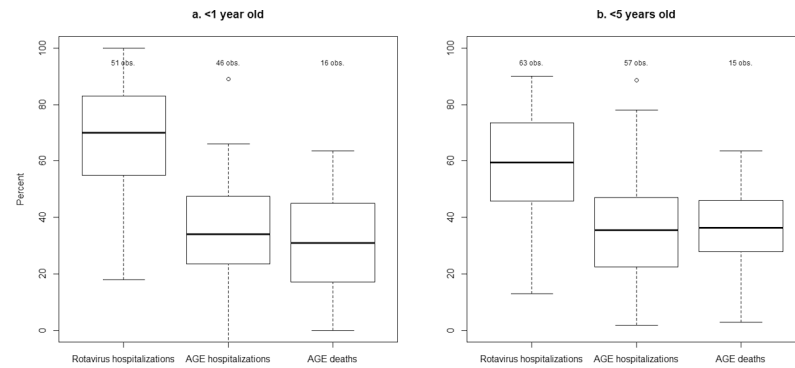 a. <1 year old
b. <5 years old
51 obs.
46 obs.
16 obs.
63 obs.
57 obs.
15 obs.
Percent
100
80
60
40
20
0
100
80
60
40
20
0
Rotavirus hospitalizations
AGE hospitalizations
AGE deaths
Rotavirus hospitalizations
AGE hospitalizations
AGE deaths